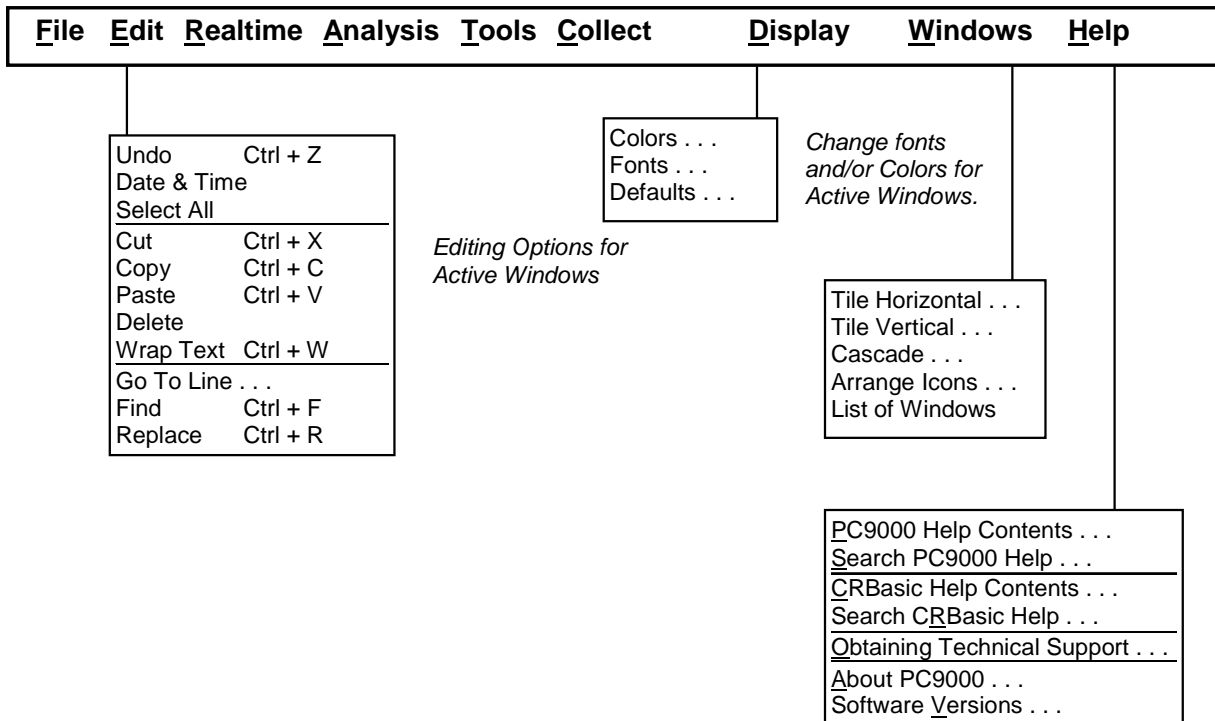 File Edit Realtime Analysis Tools Collect Display Windows Help
Undo Ctrl + Z
Date & Time
Select All
Cut Ctrl + X
Copy Ctrl + C
Paste Ctrl + V
Delete
Wrap Text Ctrl + W
Go To Line . . .
Find Ctrl + F
Replace Ctrl + R
Editing Options for
Active Windows
Colors . . .
Fonts . . .
Defaults . . .
Change fonts
and/or Colors for
Active Windows.
Tile Horizontal . . .
Tile Vertical . . .
Cascade . . .
Arrange Icons . . .
List of Windows
PC9000 Help Contents . . .
Search PC9000 Help . . .
CRBasic Help Contents . . .
Search CRBasic Help . . .
Obtaining Technical Support . . .
About PC9000 . . .
Software Versions . . .